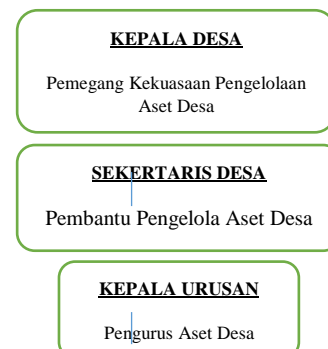 KEPALA DESA
Pemegang Kekuasaan Pengelolaan
Aset Desa
SEKERTARIS DESA
Pembantu Pengelola Aset Desa
KEPALA URUSAN
Pengurus Aset Desa